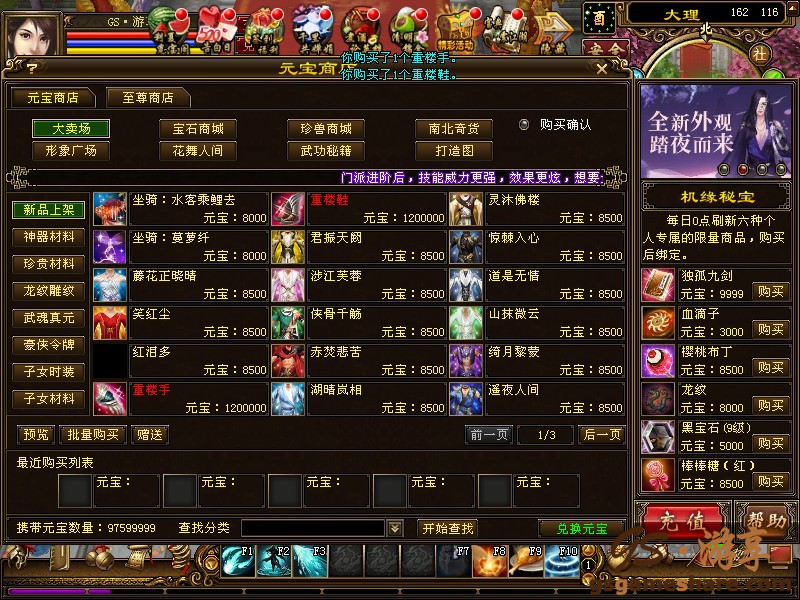 GS·游
酉
大理
162 116
北
社
安全
精彩活动
你购买了1个重楼手。
你购买了1个重楼鞋。
?
元宝商店
元宝商店
至尊商店
大卖场
宝石商城
珍兽商城
南北奇货
购买确认
形象广场
花舞人间
武功秘籍
打造图
门派进阶后，技能威力更强，效果更炫，想要
新品上架
神器材料
珍贵材料
龙纹雕纹
武魂真元
豪侠令牌
子女时装
子女材料
坐骑：水客乘鲤去
元宝：8000
重楼鞋
元宝：1200000
灵沐佛楼
元宝：8500
坐骑：莫萝纤
元宝：8000
君振天阙
元宝：8500
惊棘入心
元宝：8500
藤花正晓晴
元宝：8500
涉江芙蓉
元宝：8500
道是无情
元宝：8500
笑红尘
元宝：8500
侠骨千觞
元宝：8500
山抹微云
元宝：8500
红泪多
元宝：8500
赤焚悲苦
元宝：8500
绮月黎蒙
元宝：8500
重楼手
元宝：1200000
湖晴岚相
元宝：8500
遥夜人间
元宝：8500
预览
批量购买
赠送
前一页
1/3
后一页
最近购买列表
元宝：
元宝：
元宝：
元宝：
元宝：
携带元宝数量：97599999
查找分类
开始查找
兑换元宝
全新外观
踏夜而来
机缘秘宝
每日0点刷新六种个
人专属的限量商品，购买
后绑定。
独孤九剑
元宝：9999
购买
血滴子
元宝：3000
购买
樱桃布丁
元宝：8500
购买
龙纹
元宝：8000
购买
黑宝石(9级)
元宝：5000
购买
棒棒糖（红）
元宝：8500
购买
充值
帮助
F1 F2 F3 F7 F8 F9 F10
1
G·游享
gsgameshare.com